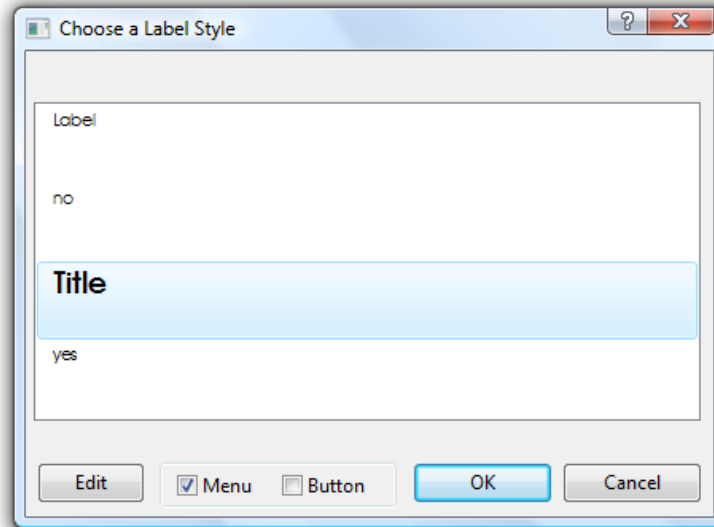 Choose a Label Style
?
Label
no
Title
yes
Edit Menu Button OK Cancel